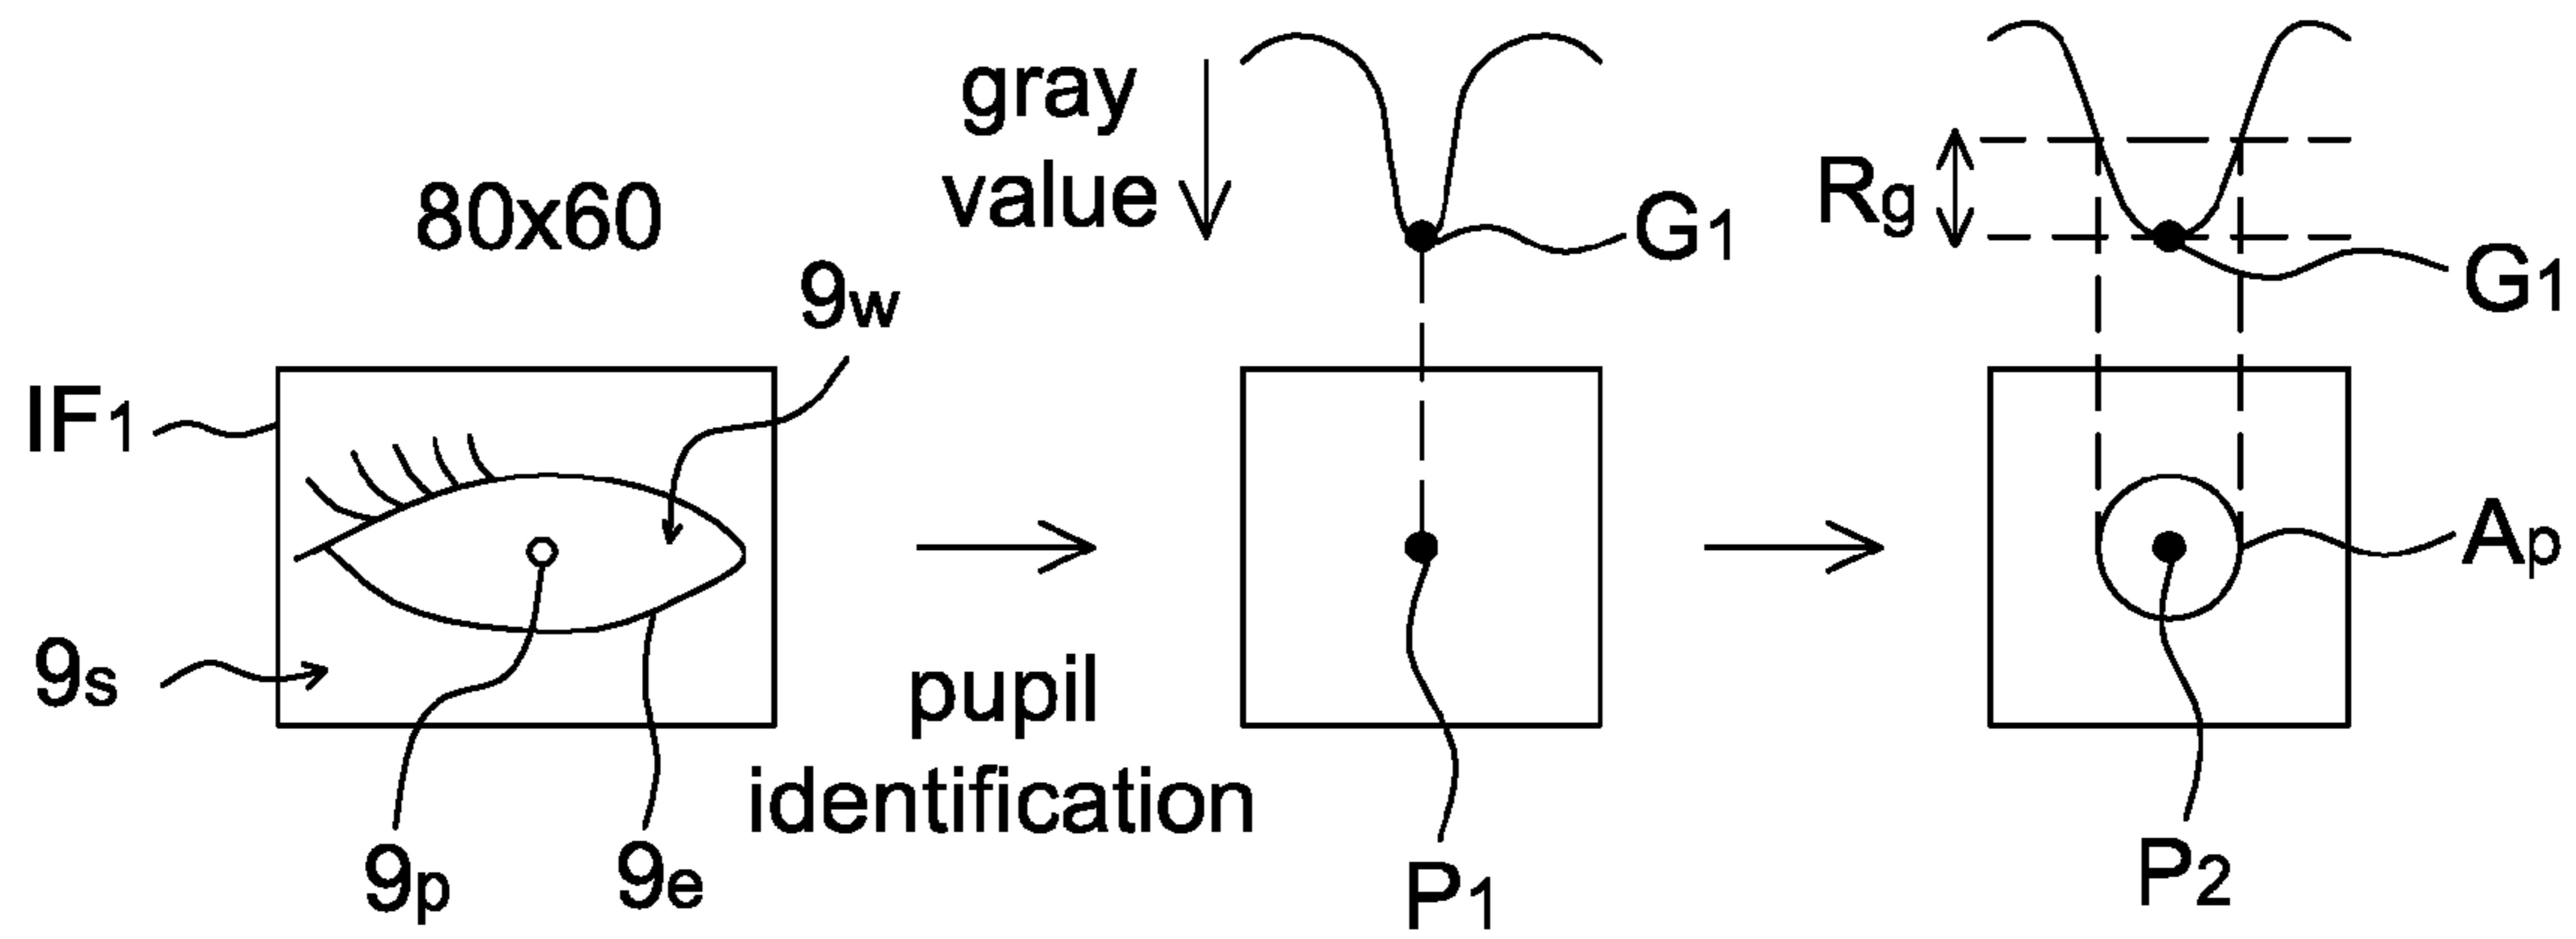 80x60
IF1
9w
9s
9p
9e
pupil
identification
gray
value
G1
P1
Rg
G1
Ap
P2